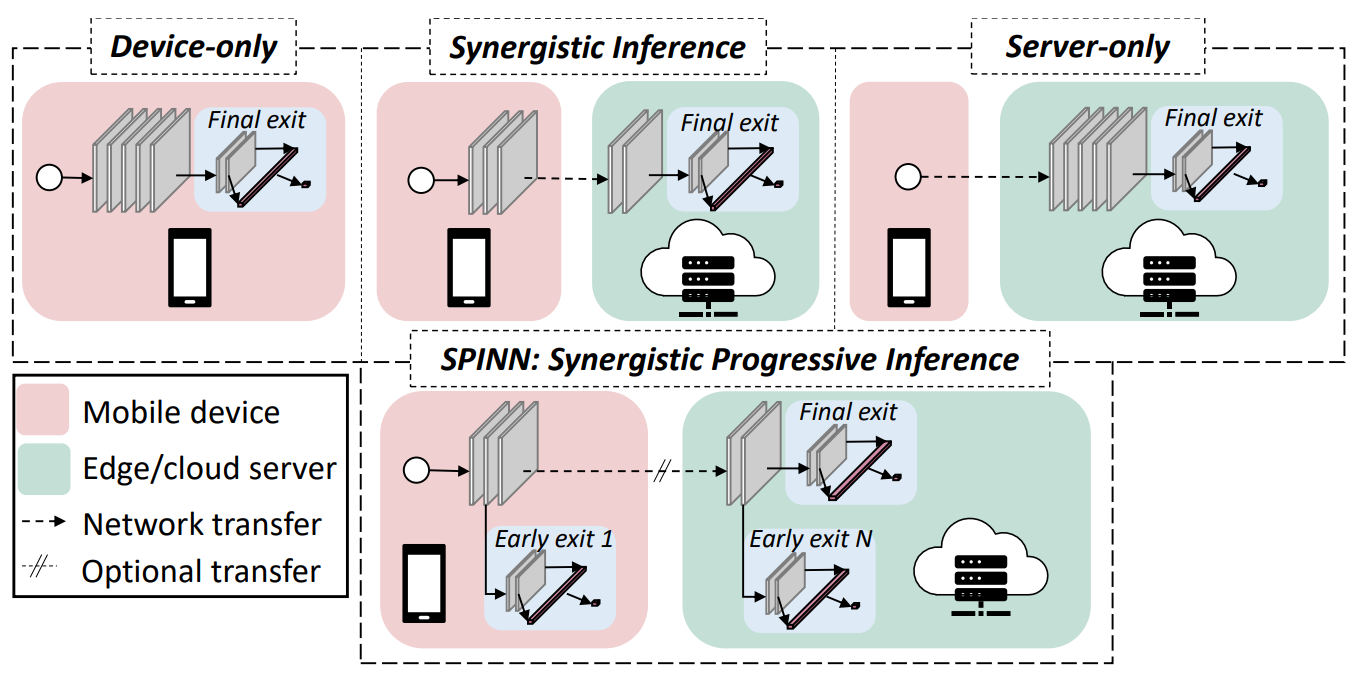 Device-only
Synergistic Inference
Server-only
Final exit
Final exit
Final exit
SPINN: Synergistic Progressive Inference
Mobile device
Edge/cloud server
Network transfer
Optional transfer
Final exit
Early exit 1
Early exit N